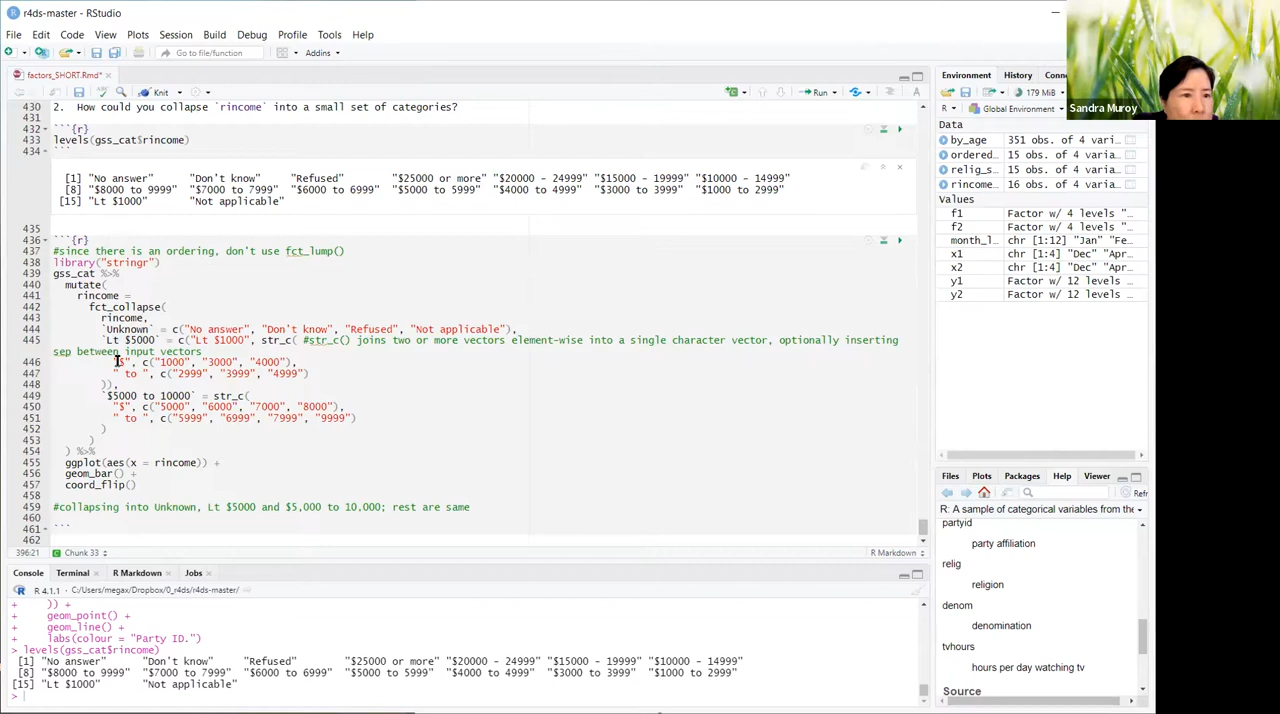 r4ds-master - RStudio
File Edit Code View Plots Session Build Debug Profile Tools Help
Go to file/function Addins
factors_SHORT.Rmd*
Knit Run
430 2. How could you collapse `rincome` into a small set of categories?
431
432 ```{r}
433 levels(gss_cat$rincome)
434 ```
[1] "No answer" "Don't know" "Refused" "$25000 or more" "$20000 - 24999" "$15000 - 19999" "$10000 - 14999"
[8] "$8000 to 9999" "$7000 to 7999" "$6000 to 6999" "$5000 to 5999" "$4000 to 4999" "$3000 to 3999" "$1000 to 2999"
[15] "Lt $1000" "Not applicable"
435
436 ```{r}
437 #since there is an ordering, don't use fct_lump()
438 library("stringr")
439 gss_cat %>%
440 mutate(
441 rincome =
442 fct_collapse(
443 rincome,
444 `Unknown` = c("No answer", "Don't know", "Refused", "Not applicable"),
445 `Lt $5000` = c("Lt $1000", str_c( #str_c() joins two or more vectors element-wise into a single character vector, optionally inserting
sep between input vectors
446 "$", c("1000", "3000", "4000"),
447 " to ", c("2999", "3999", "4999")
448 )),
449 `$5000 to 10000` = str_c(
450 "$", c("5000", "6000", "7000", "8000"),
451 " to ", c("5999", "6999", "7999", "9999")
452 )
453 )
454 ) %>%
455 ggplot(aes(x = rincome)) +
456 geom_bar() +
457 coord_flip()
458
459 #collapsing into Unknown, Lt $5000 and $5,000 to 10,000; rest are same
460
461 ```
462
396:21 Chunk 33 R Markdown
Console Terminal R Markdown Jobs
R 4.1.1 · C:/Users/megax/Dropbox/0_r4ds/r4ds-master/
+ )) +
+ geom_point() +
+ geom_line() +
+ labs(colour = "Party ID.")
> levels(gss_cat$rincome)
[1] "No answer" "Don't know" "Refused" "$25000 or more" "$20000 - 24999" "$15000 - 19999" "$10000 - 14999"
[8] "$8000 to 9999" "$7000 to 7999" "$6000 to 6999" "$5000 to 5999" "$4000 to 4999" "$3000 to 3999" "$1000 to 2999"
[15] "Lt $1000" "Not applicable"
>
Sandra Muroy
Environment History Conn
179 MiB
R Global Environment
Data
by_age 351 obs. of 4 varia…
ordered… 15 obs. of 4 varia…
relig_s… 15 obs. of 4 varia…
rincome… 16 obs. of 4 varia…
Values
f1 Factor w/ 4 levels "…
f2 Factor w/ 4 levels "…
month_l… chr [1:12] "Jan" "Fe…
x1 chr [1:4] "Dec" "Apr…
x2 chr [1:4] "Dec" "Apr…
y1 Factor w/ 12 levels …
y2 Factor w/ 12 levels …
Files Plots Packages Help Viewer
Refr
R: A sample of categorical variables from the
partyid
party affiliation
relig
religion
denom
denomination
tvhours
hours per day watching tv
Source